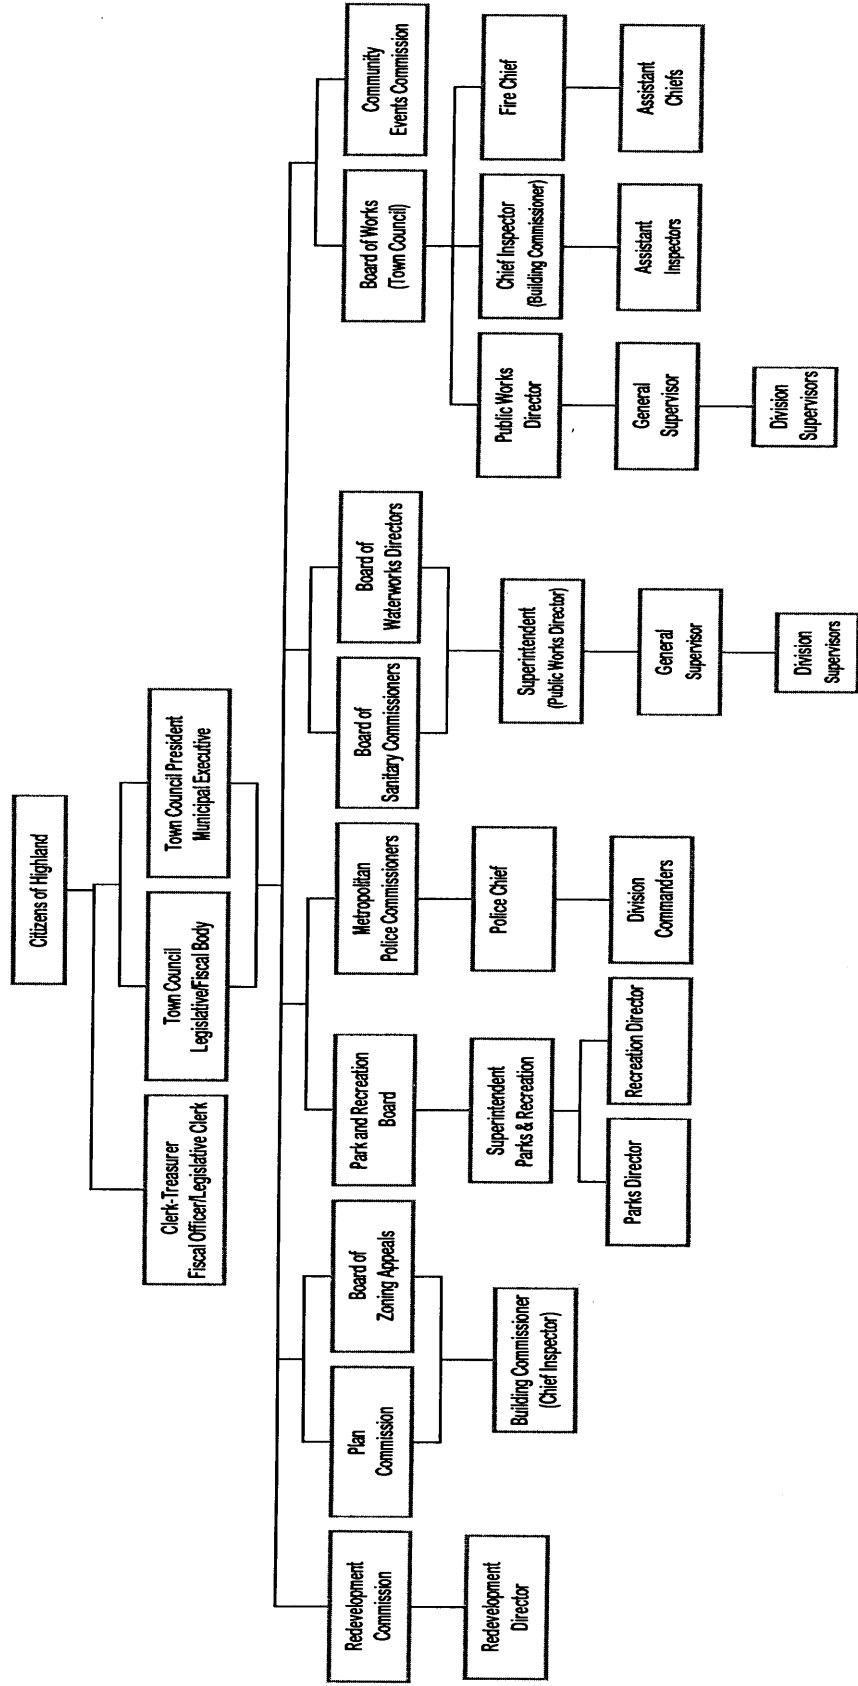 Citizens of Highland
Clerk-Treasurer
Fiscal Officer/Legislative Clerk
Town Council
Legislative/Fiscal Body
Town Council President
Municipal Executive
Redevelopment
Commission
Plan
Commission
Board of
Zoning Appeals
Park and Recreation
Board
Metropolitan
Police Commissioners
Board of
Sanitary Commissioners
Board of
Waterworks Directors
Board of Works
(Town Council)
Community
Events Commission
Redevelopment
Director
Building Commissioner
(Chief Inspector)
Superintendent
Parks & Recreation
Police Chief
Superintendent
(Public Works Director)
Public Works
Director
Chief Inspector
(Building Commissioner)
Fire Chief
Parks Director
Recreation Director
Division
Commanders
General
Supervisor
General
Supervisor
Assistant
Inspectors
Assistant
Chiefs
Division
Supervisors
Division
Supervisors